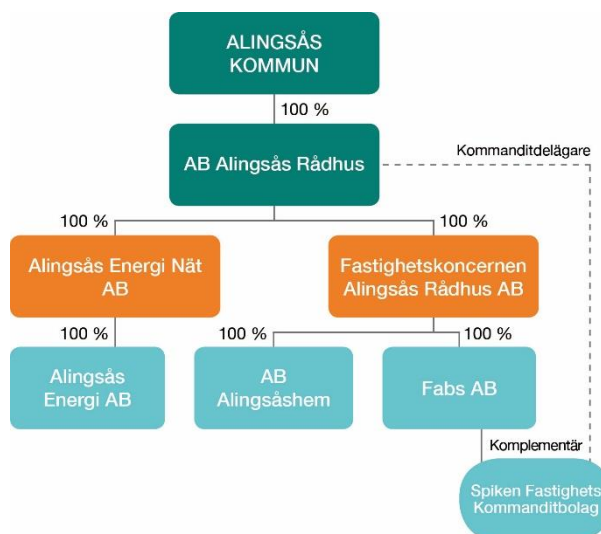 ALINGSÅS
KOMMUN
100 %
AB Alingsås Rådhus
Kommanditdelägare
100 %
100 %
Alingsås Energi Nät
AB
Fastighetskoncernen
Alingsås Rådhus AB
100 %
100 %
100 %
Alingsås
Energi AB
AB
Alingsåshem
Fabs AB
Komplementär
Spiken Fastighets
Kommanditbolag